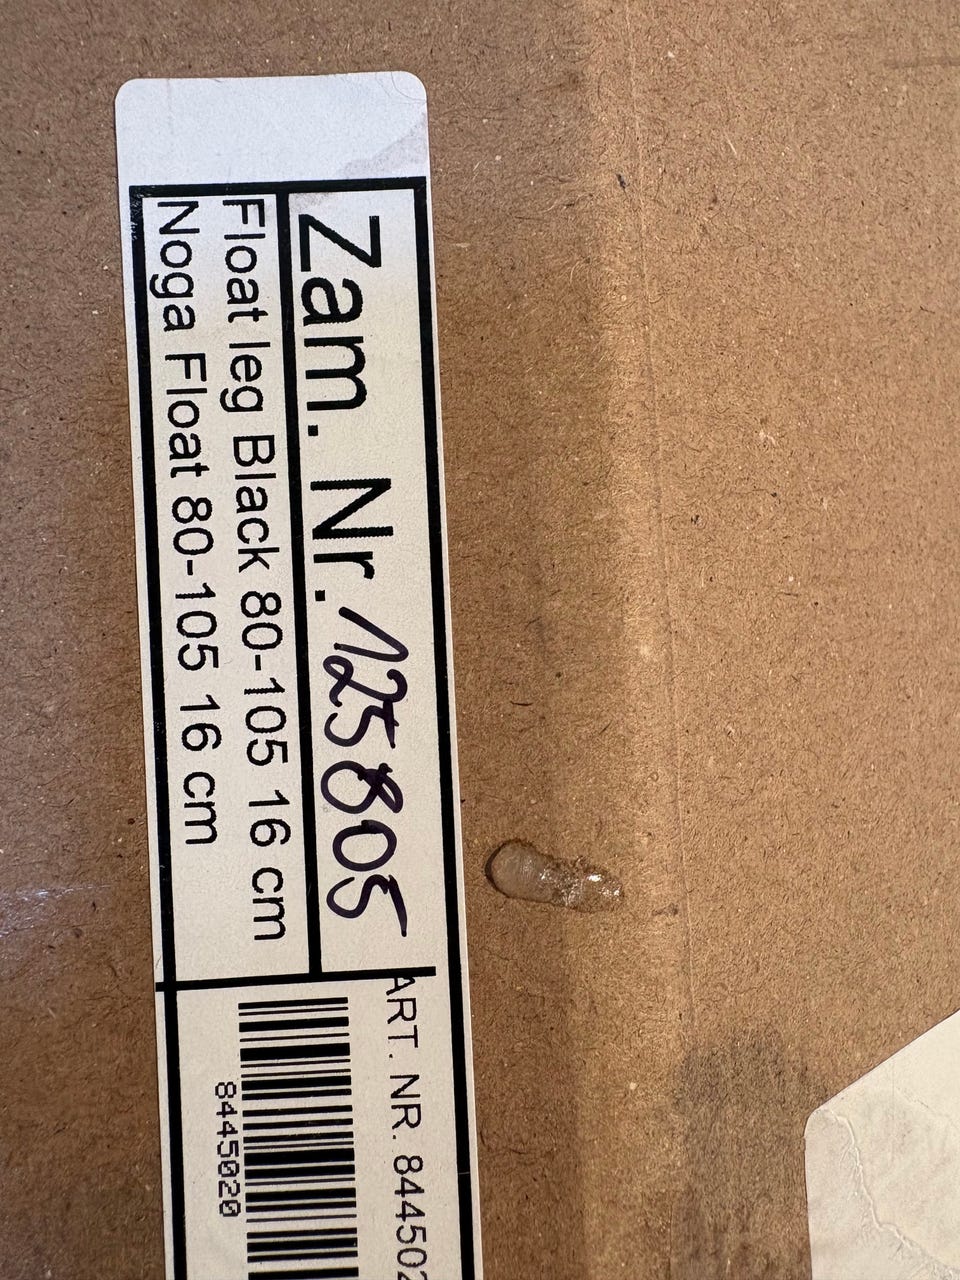 Zam. Nr. 125805
Float leg Black 80-105 16 cm
Noga Float 80-105 16 cm
ART. NR. 84450
8445020